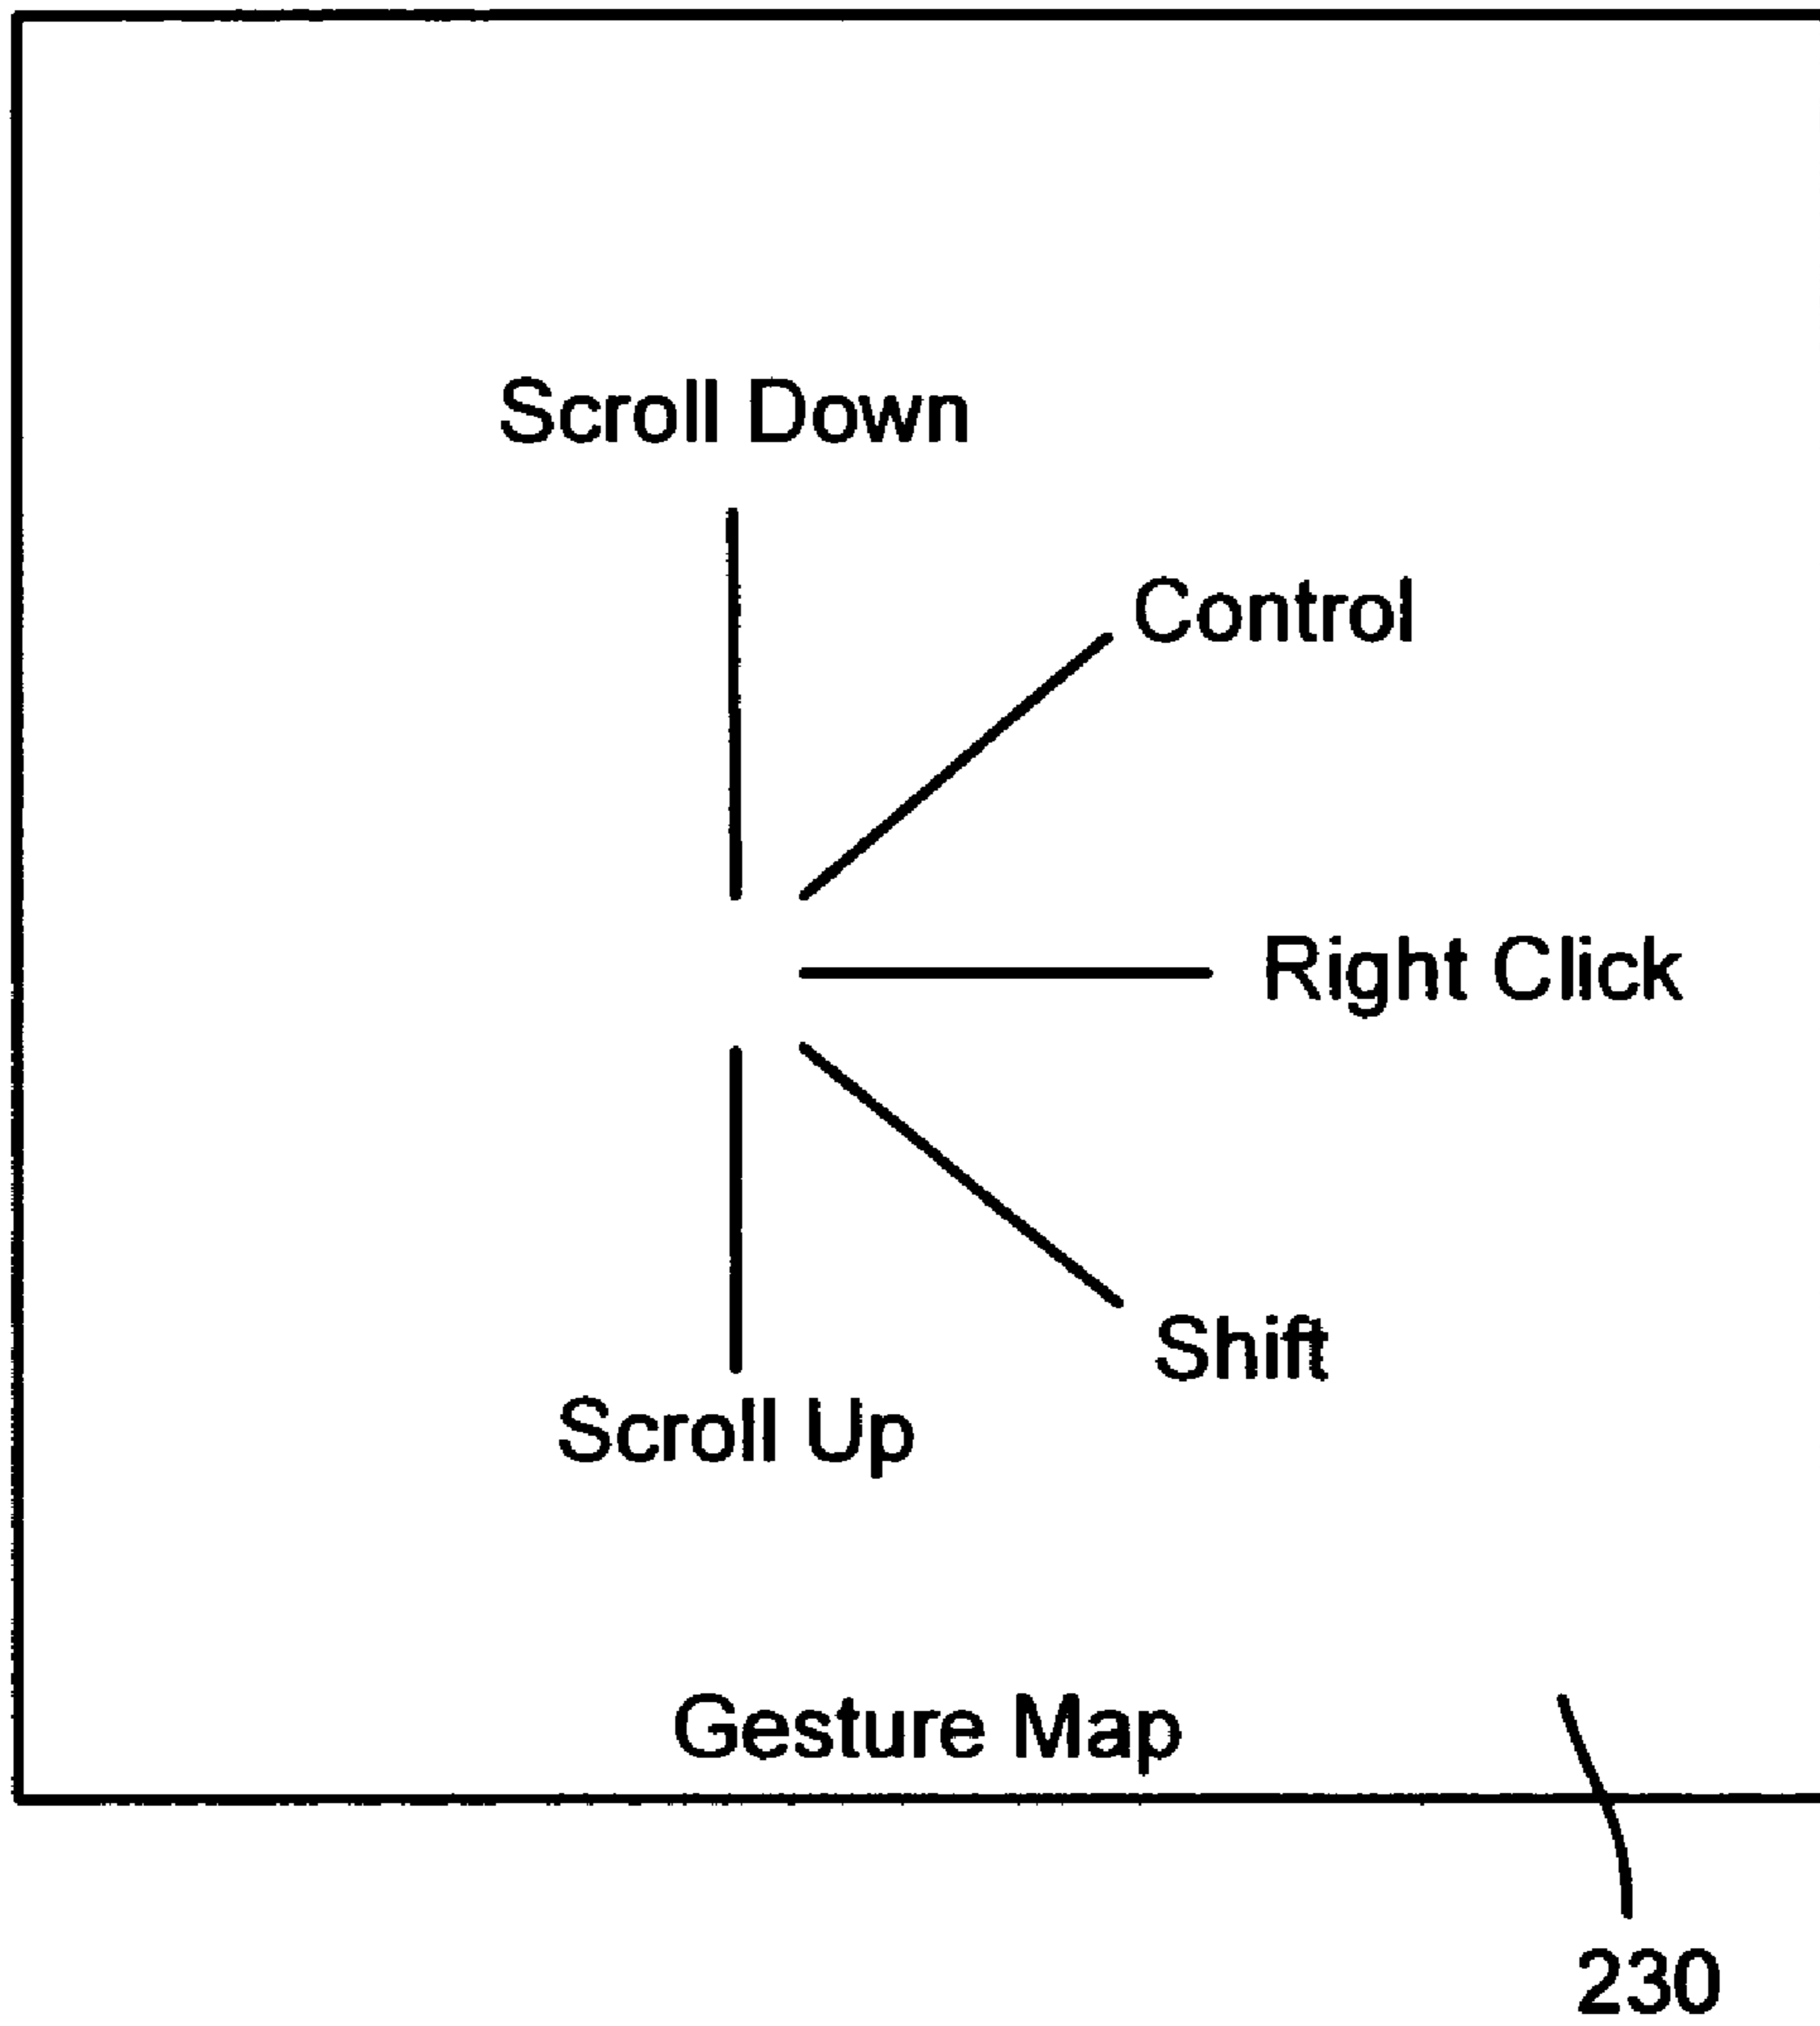 Scroll Down
Control
Right Click
Shift
Scroll Up
Gesture Map
230